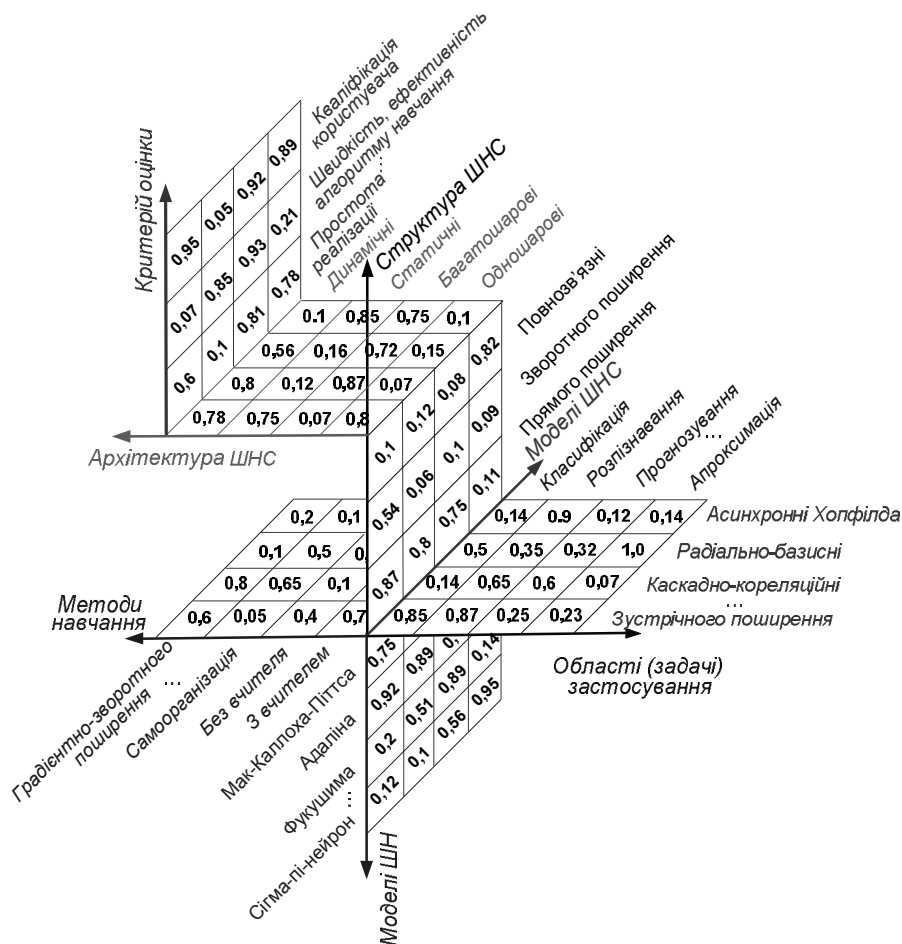 Кваліфікація
користувача
Швидкість, ефективність
алгоритму навчання
...
Простота
реалізації
Критерій оцінки
0,95 0,05 0,92 0,89
0,07 0,85 0,93 0,21
0,6 0,1 0,81 0,78
Динамічні
Статичні
Багатошарові
Одношарові
Структура ШНС
0.1 0,85 0,75 0,1
0,56 0,16 0,72 0,15
0,8 0,12 0,87 0,07
0,78 0,75 0,07 0,8
Архітектура ШНС
Повнозв’язні
Зворотного поширення
Прямого поширення
0,1 0,12 0,08 0,82
0,54 0,06 0,1 0,09
0,87 0,8 0,75 0,11
Моделі ШНС
Класифікація
Розпізнавання
Прогнозування
...
Апроксимація
0,14 0.9 0,12 0,14
0,5 0,35 0,32 1,0
0,14 0,65 0,6 0,07
0,85 0,87 0,25 0,23
Асинхронні Хопфілда
Радіально-базисні
Каскадно-кореляційні
...
Зустрічного поширення
Області (задачі)
застосування
0,2 0,1
0,1 0,5 0,
0,8 0,65 0,1
0,6 0,05 0,4 0,7
Методи
навчання
Градієнтно-зворотного
поширення
...
Самоорганізація
Без вчителя
З вчителем
Мак-Каллоха-Піттса
Адаліна
Фукушима
...
Сігма-пі-нейрон
0,75 0,89 0,14
0,92 0,51 0,89 0,95
0,2 0,1 0,56
0,12
Моделі ШН